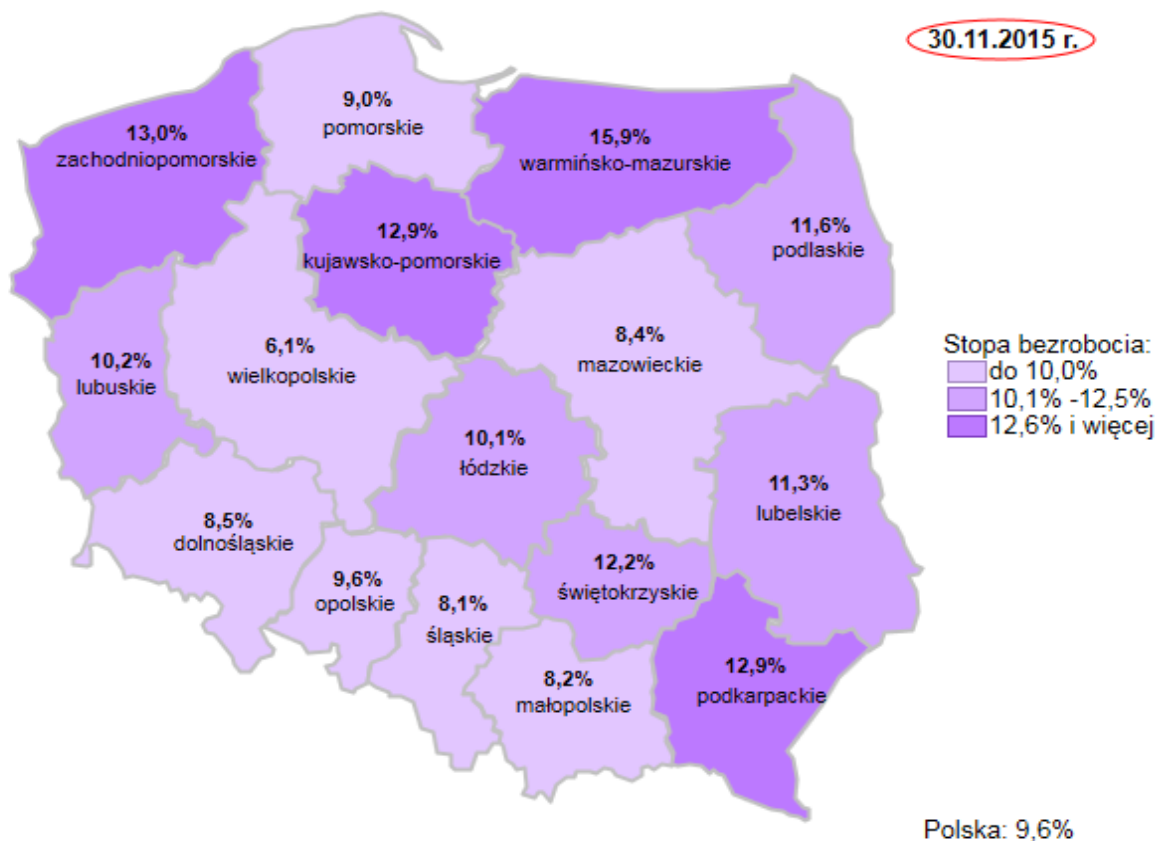 30.11.2015 r.
9,0%
pomorskie
13,0%
zachodniopomorskie
15,9%
warmińsko-mazurskie
12,9%
kujawsko-pomorskie
11,6%
podlaskie
10,2%
lubuskie
6,1%
wielkopolskie
8,4%
mazowieckie
10,1%
łódzkie
11,3%
lubelskie
8,5%
dolnośląskie
9,6%
opolskie
8,1%
śląskie
12,2%
świętokrzyskie
8,2%
małopolskie
12,9%
podkarpackie
Stopa bezrobocia:
do 10,0%
10,1% -12,5%
12,6% i więcej
Polska: 9,6%